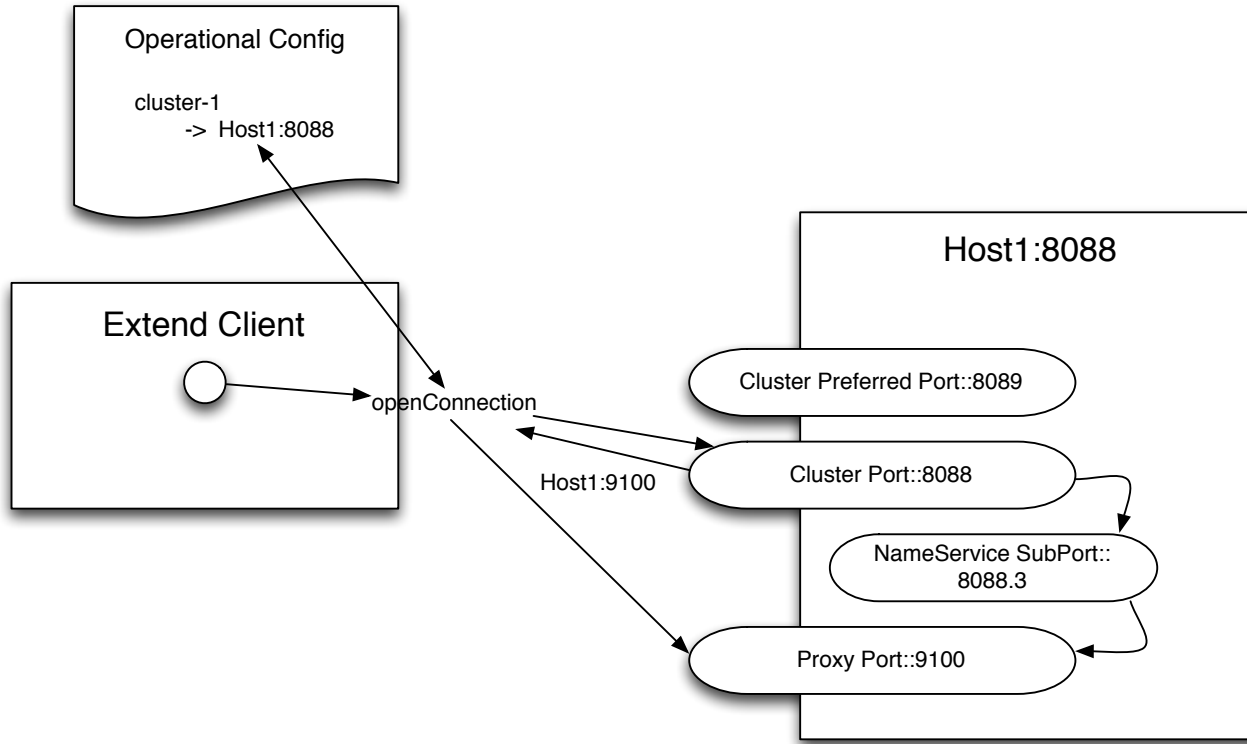 Operational Config
cluster-1
-> Host1:8088
Extend Client
openConnection
Host1:9100
Host1:8088
Cluster Preferred Port::8089
Cluster Port::8088
NameService SubPort::
8088.3
Proxy Port::9100